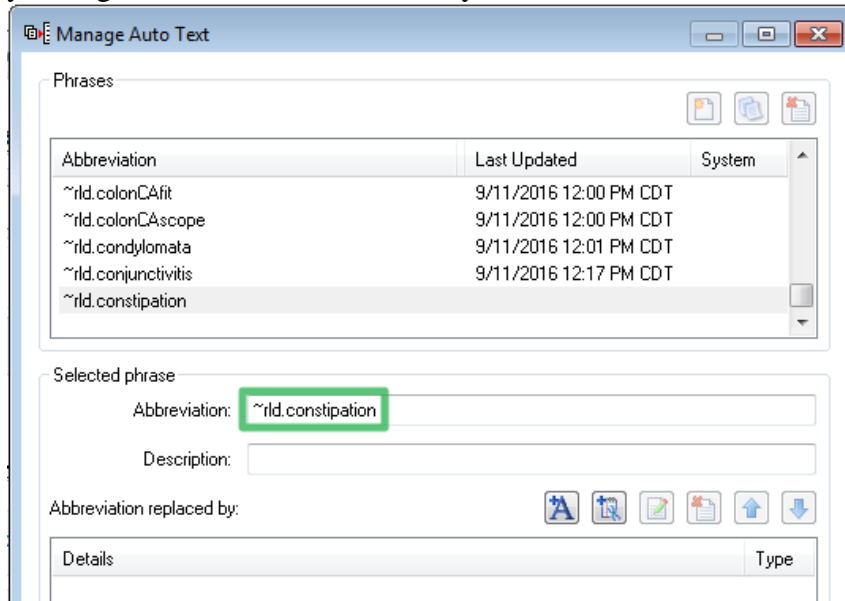 Manage Auto Text
Phrases
Abbreviation Last Updated System
~rld.colonCAfit 9/11/2016 12:00 PM CDT
~rld.colonCAscope 9/11/2016 12:00 PM CDT
~rld.condylomata 9/11/2016 12:01 PM CDT
~rld.conjunctivitis 9/11/2016 12:17 PM CDT
~rld.constipation
Selected phrase
Abbreviation: ~rld.constipation
Description:
Abbreviation replaced by:
Details Type